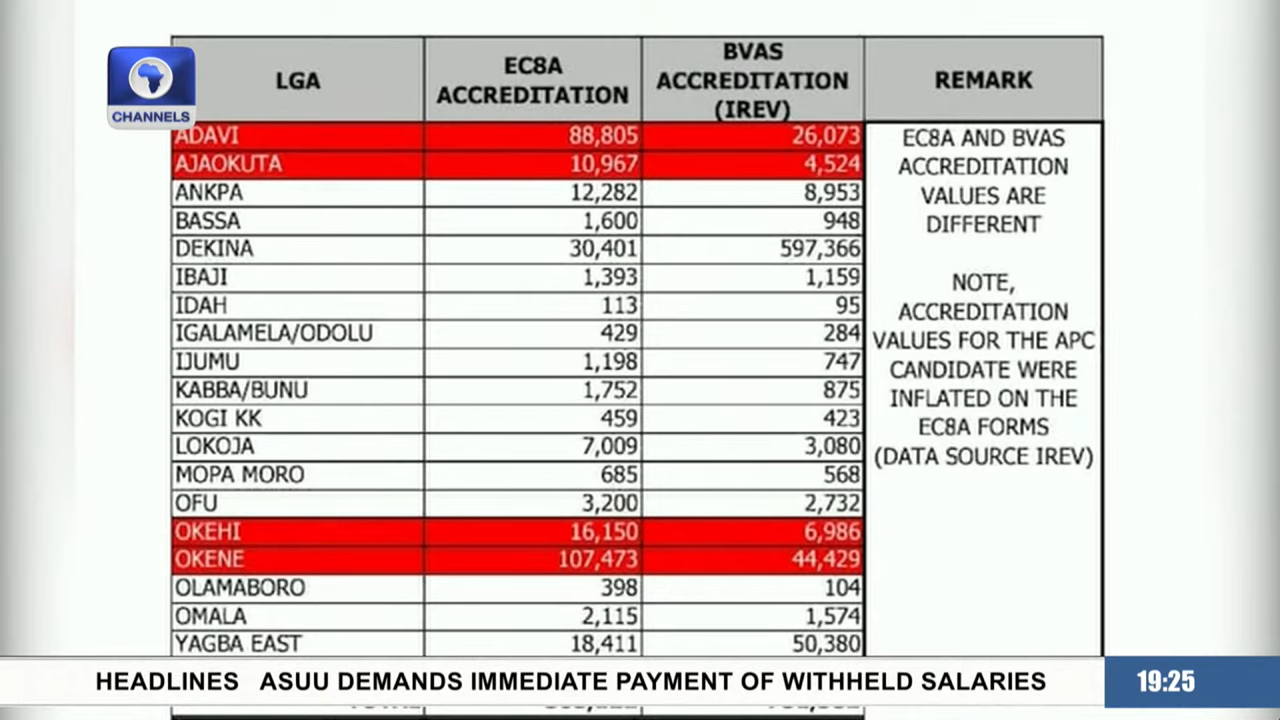 CHANNELS
LGA EC8A ACCREDITATION BVAS ACCREDITATION (IREV) REMARK
ADAVI 88,805 26,073
AJAOKUTA 10,967 4,524
ANKPA 12,282 8,953
BASSA 1,600 948
DEKINA 30,401 597,366
IBAJI 1,393 1,159
IDAH 113 95
IGALAMELA/ODOLU 429 284
IJUMU 1,198 747
KABBA/BUNU 1,752 875
KOGI KK 459 423
LOKOJA 7,009 3,080
MOPA MORO 685 568
OFU 3,200 2,732
OKEHI 16,150 6,986
OKENE 107,473 44,429
OLAMABORO 398 104
OMALA 2,115 1,574
YAGBA EAST 18,411 50,380
EC8A AND BVAS
ACCREDITATION
VALUES ARE
DIFFERENT
NOTE,
ACCREDITATION
VALUES FOR THE APC
CANDIDATE WERE
INFLATED ON THE
EC8A FORMS
(DATA SOURCE IREV)
HEADLINES ASUU DEMANDS IMMEDIATE PAYMENT OF WITHHELD SALARIES 19:25